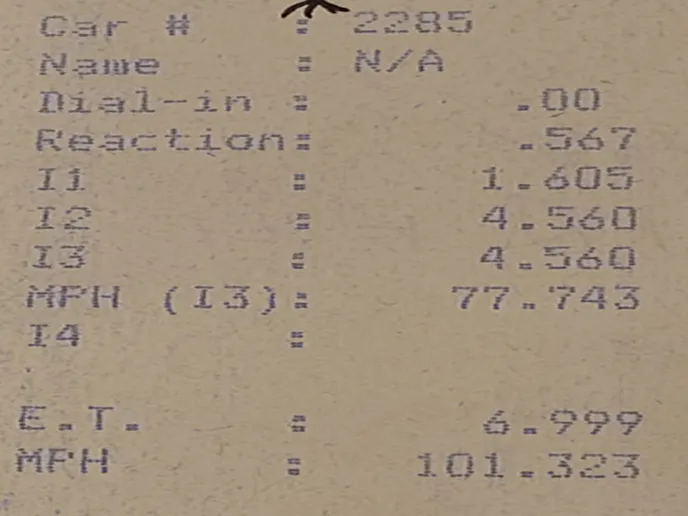 Car # : 2285
Name : N/A
Dial-in : .00
Reaction: .567
I1 : 1.605
I2 : 4.560
I3 : 4.560
MPH (I3): 77.743
I4 :
E.T. : 6.999
MPH : 101.323